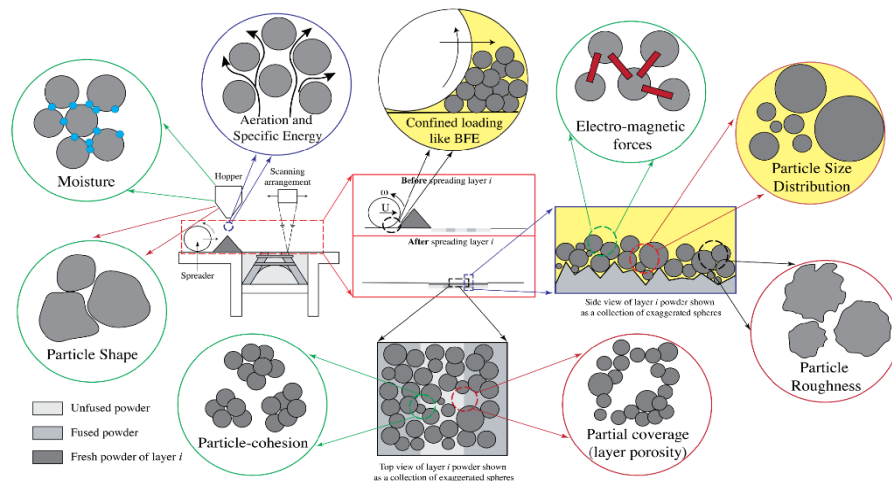 Moisture
Aeration and
Specific Energy
Confined loading
like BFE
Electro-magnetic
forces
Particle Size
Distribution
Hopper
Scanning
arrangement
Spreader
Before spreading layer i
ω
U
After spreading layer i
Side view of layer i powder shown
as a collection of exaggerated spheres
Particle Shape
Particle
Roughness
Unfused powder
Fused powder
Fresh powder of layer i
Particle-cohesion
Top view of layer i powder shown
as a collection of exaggerated spheres
Partial coverage
(layer porosity)